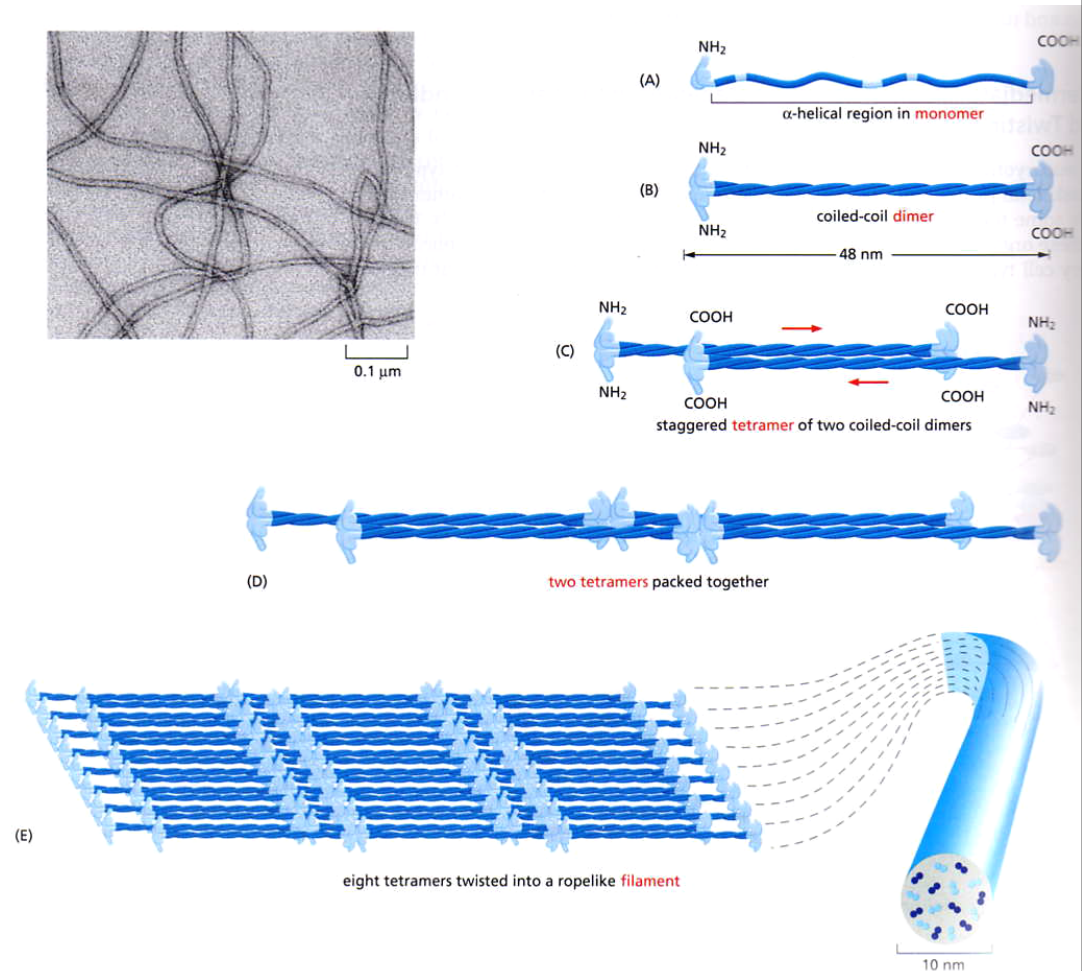 0.1 μm
(A)
NH₂
COOH
α-helical region in monomer
(B)
NH₂
COOH
coiled-coil dimer
NH₂
COOH
48 nm
(C)
NH₂
COOH
COOH
NH₂
NH₂
COOH
COOH
NH₂
staggered tetramer of two coiled-coil dimers
(D)
two tetramers packed together
(E)
eight tetramers twisted into a ropelike filament
10 nm